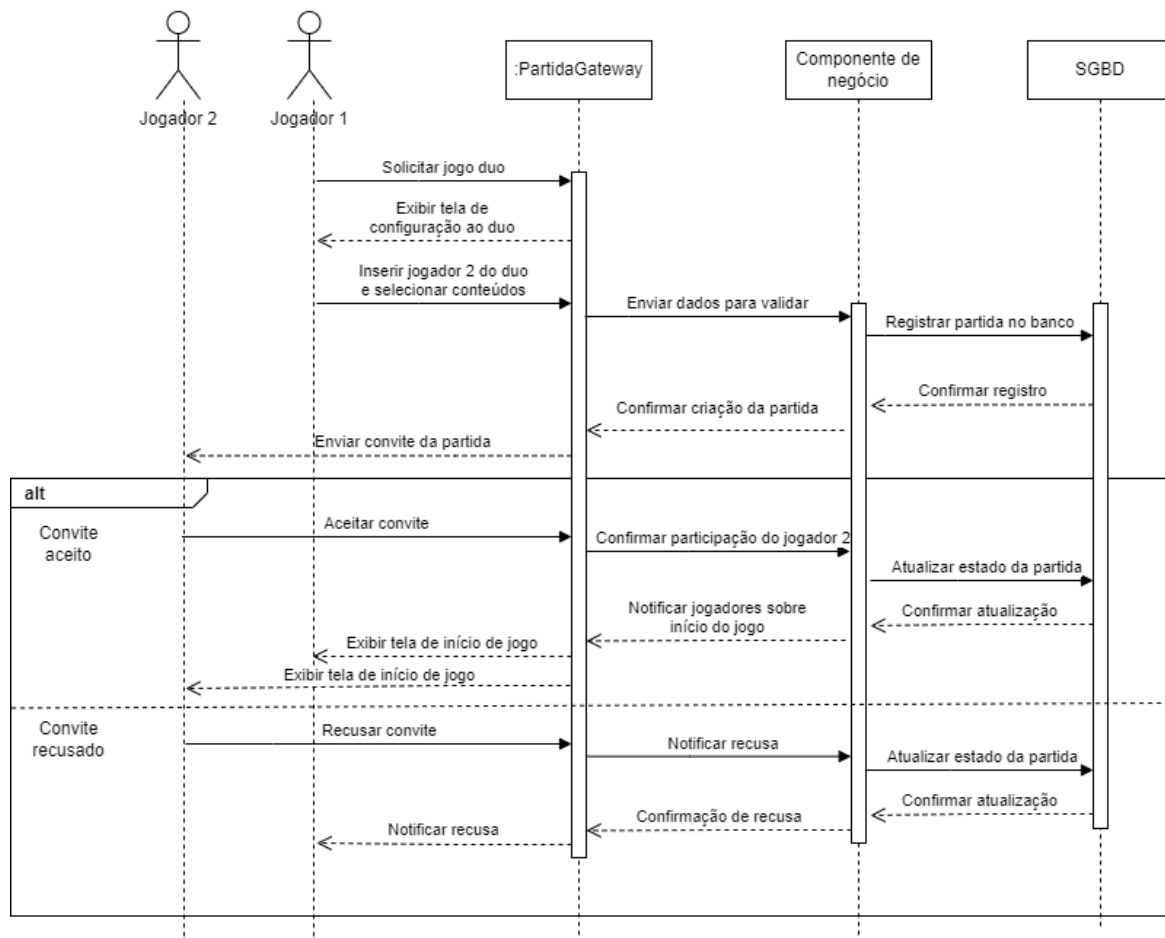 Jogador 2
Jogador 1
:PartidaGateway
Componente de
negócio
SGBD
Solicitar jogo duo
Exibir tela de
configuração ao duo
Inserir jogador 2 do duo
e selecionar conteúdos
Enviar dados para validar
Registrar partida no banco
Confirmar registro
Confirmar criação da partida
Enviar convite da partida
alt
Convite
aceito
Aceitar convite
Confirmar participação do jogador 2
Atualizar estado da partida
Confirmar atualização
Notificar jogadores sobre
início do jogo
Exibir tela de início de jogo
Exibir tela de início de jogo
Convite
recusado
Recusar convite
Notificar recusa
Atualizar estado da partida
Confirmar atualização
Confirmação de recusa
Notificar recusa